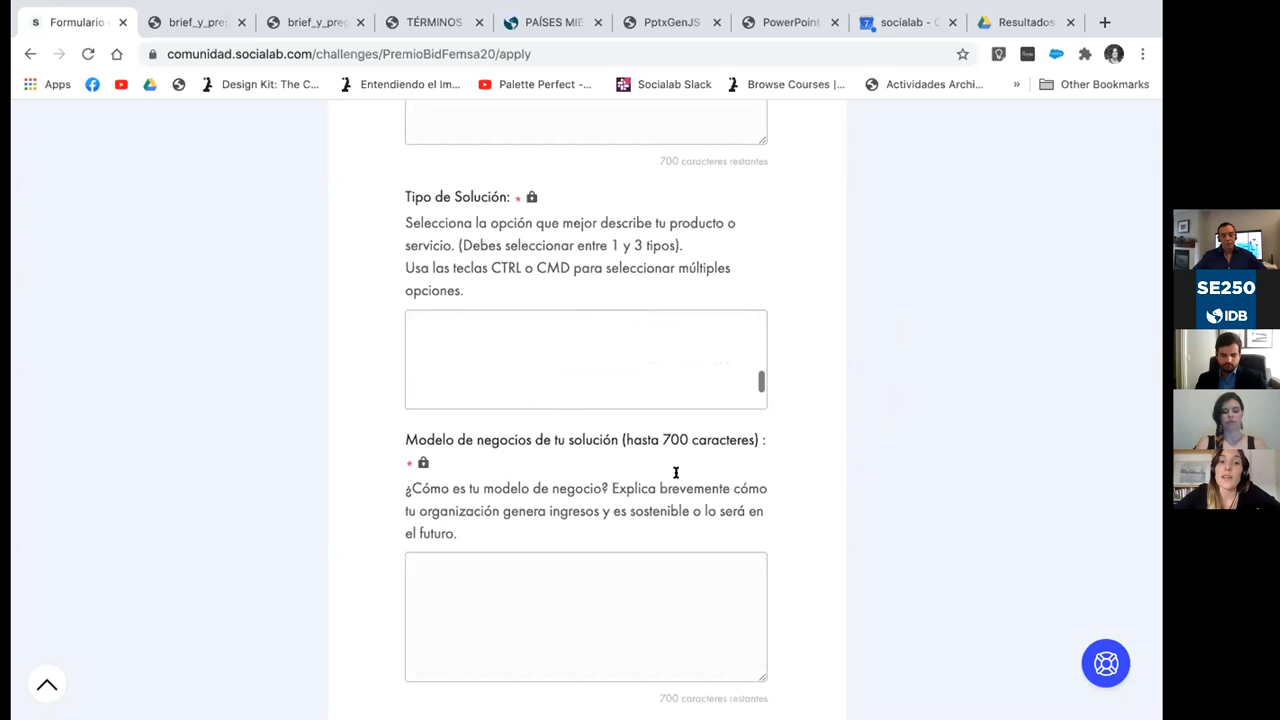 Formulario
brief_y_pre
brief_y_pre
TÉRMINOS
PAÍSES MIE
PptxGenJS
PowerPoint
socialab -
Resultados
comunidad.socialab.com/challenges/PremioBidFemsa20/apply
Apps
Design Kit: The C...
Entendiendo el Im...
Palette Perfect -...
Socialab Slack
Browse Courses |...
Actividades Archi...
»
Other Bookmarks
700 caracteres restantes
Tipo de Solución: *
Selecciona la opción que mejor describe tu producto o
servicio. (Debes seleccionar entre 1 y 3 tipos).
Usa las teclas CTRL o CMD para seleccionar múltiples
opciones.
Modelo de negocios de tu solución (hasta 700 caracteres) :
*
¿Cómo es tu modelo de negocio? Explica brevemente cómo
tu organización genera ingresos y es sostenible o lo será en
el futuro.
700 caracteres restantes
SE250
IDB